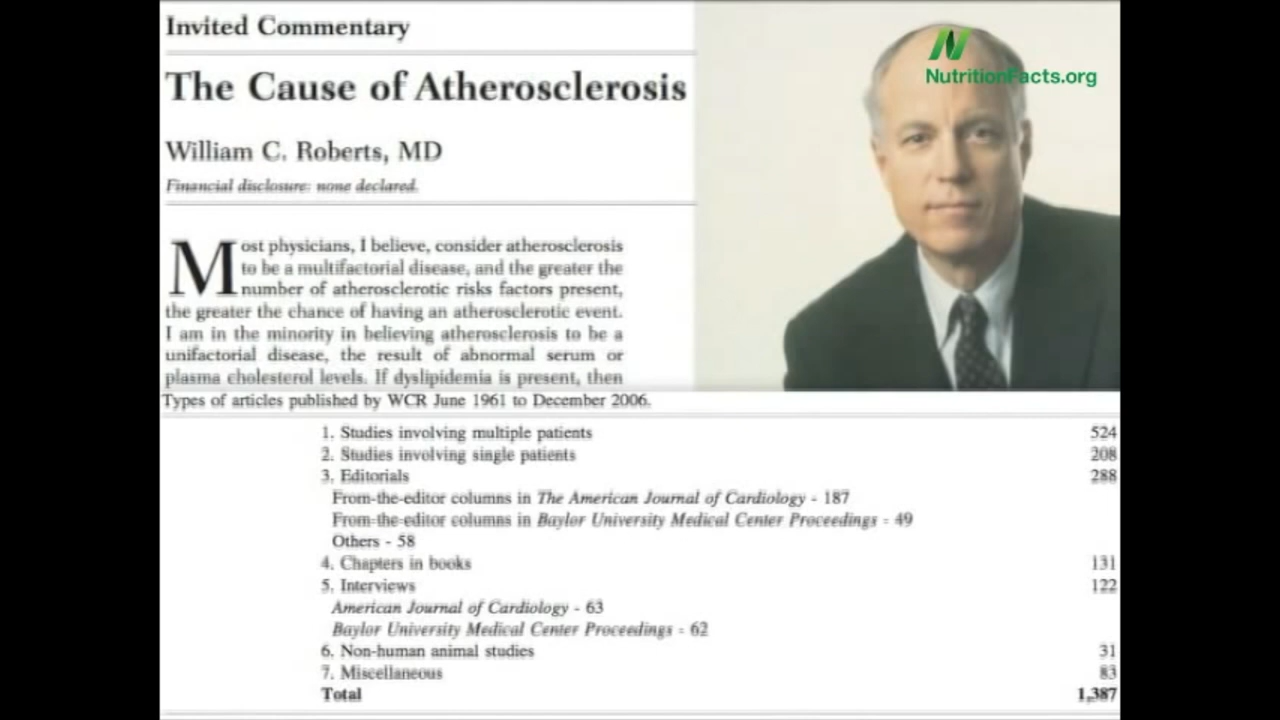 Invited Commentary
NutritionFacts.org
The Cause of Atherosclerosis
William C. Roberts, MD
Financial disclosure: none declared.
Most physicians, I believe, consider atherosclerosis
to be a multifactorial disease, and the greater the
number of atherosclerotic risks factors present,
the greater the chance of having an atherosclerotic event.
I am in the minority in believing atherosclerosis to be a
unifactorial disease, the result of abnormal serum or
plasma cholesterol levels. If dyslipidemia is present, then
Types of articles published by WCR June 1961 to December 2006.
1. Studies involving multiple patients 524
2. Studies involving single patients 208
3. Editorials 288
From-the-editor columns in The American Journal of Cardiology - 187
From-the-editor columns in Baylor University Medical Center Proceedings - 49
Others - 58
4. Chapters in books 131
5. Interviews 122
American Journal of Cardiology - 63
Baylor University Medical Center Proceedings - 62
6. Non-human animal studies 31
7. Miscellaneous 83
Total 1,387